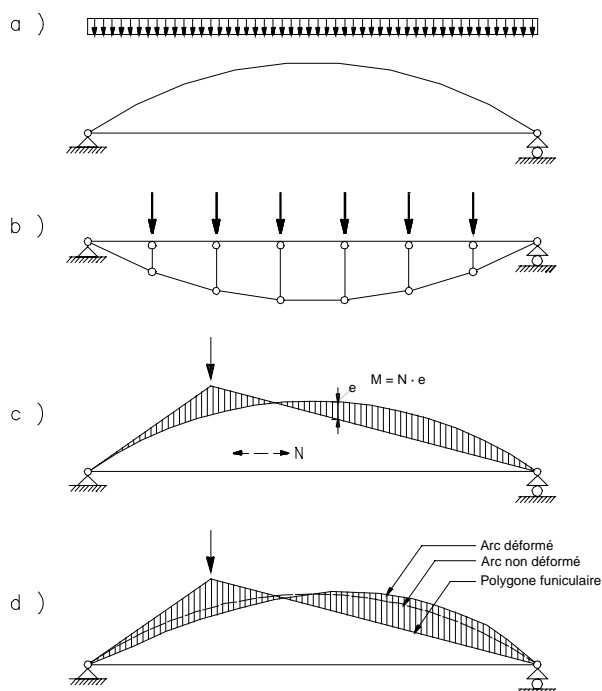 a )
b )
c )
e
M = N · e
N
d )
Arc déformé
Arc non déformé
Polygone funiculaire